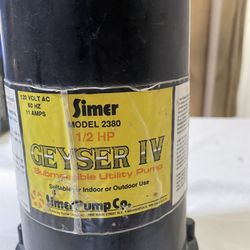 120 VOLT AC
60 HZ
11 AMPS
Simer
MODEL 2380
1/2 HP
GEYSER IV
Submersible Utility Pump
Suitable for Indoor or Outdoor Use
Simer Pump Co.